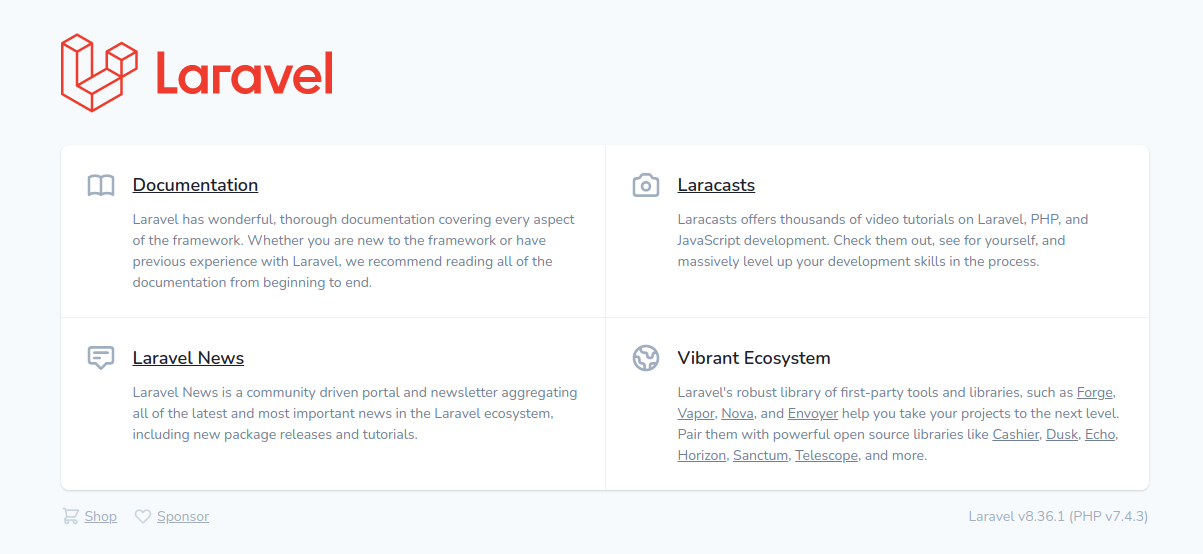 Laravel
Documentation
Laravel has wonderful, thorough documentation covering every aspect
of the framework. Whether you are new to the framework or have
previous experience with Laravel, we recommend reading all of the
documentation from beginning to end.
Laracasts
Laracasts offers thousands of video tutorials on Laravel, PHP, and
JavaScript development. Check them out, see for yourself, and
massively level up your development skills in the process.
Laravel News
Laravel News is a community driven portal and newsletter aggregating
all of the latest and most important news in the Laravel ecosystem,
including new package releases and tutorials.
Vibrant Ecosystem
Laravel's robust library of first-party tools and libraries, such as Forge,
Vapor, Nova, and Envoyer help you take your projects to the next level.
Pair them with powerful open source libraries like Cashier, Dusk, Echo,
Horizon, Sanctum, Telescope, and more.
Shop
Sponsor
Laravel v8.36.1 (PHP v7.4.3)